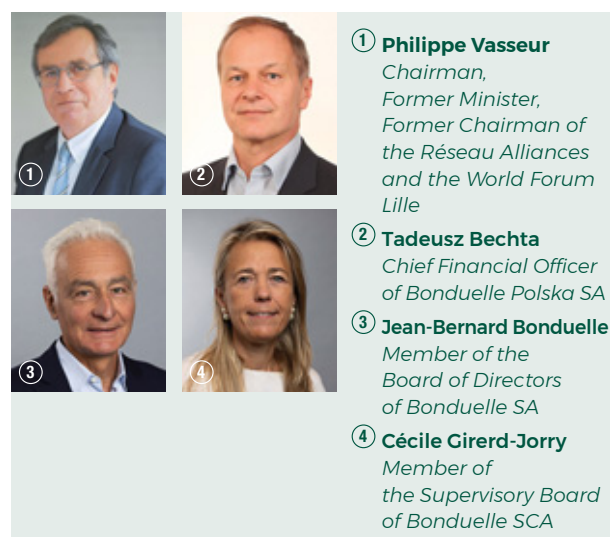 1
2
3
4
1 Philippe Vasseur
Chairman,
Former Minister,
Former Chairman of
the Réseau Alliances
and the World Forum
Lille
2 Tadeusz Bechta
Chief Financial Officer
of Bonduelle Polska SA
3 Jean-Bernard Bonduelle
Member of the
Board of Directors
of Bonduelle SA
4 Cécile Girerd-Jorry
Member of
the Supervisory Board
of Bonduelle SCA